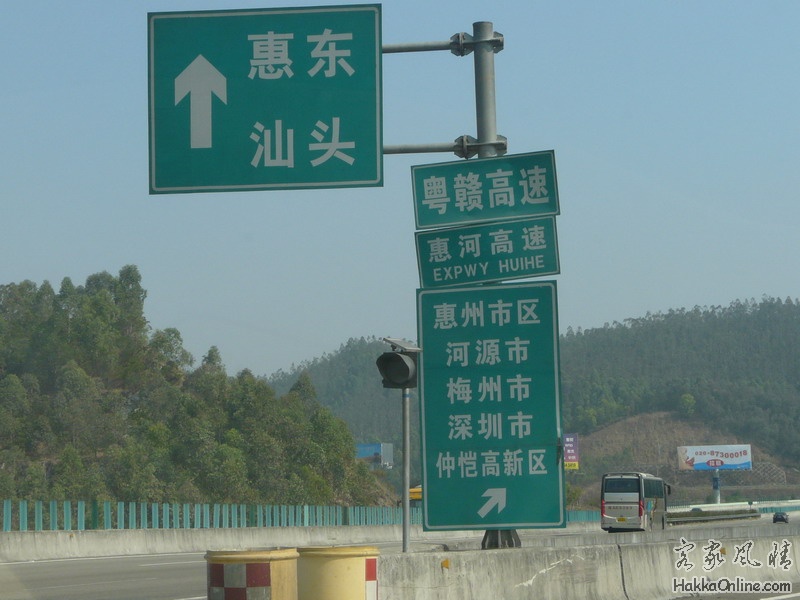 惠东
汕头
粤赣高速
惠河高速
EXPWY HUIHE
惠州市区
河源市
梅州市
深圳市
仲恺高新区
客家风情
HakkaOnline.com